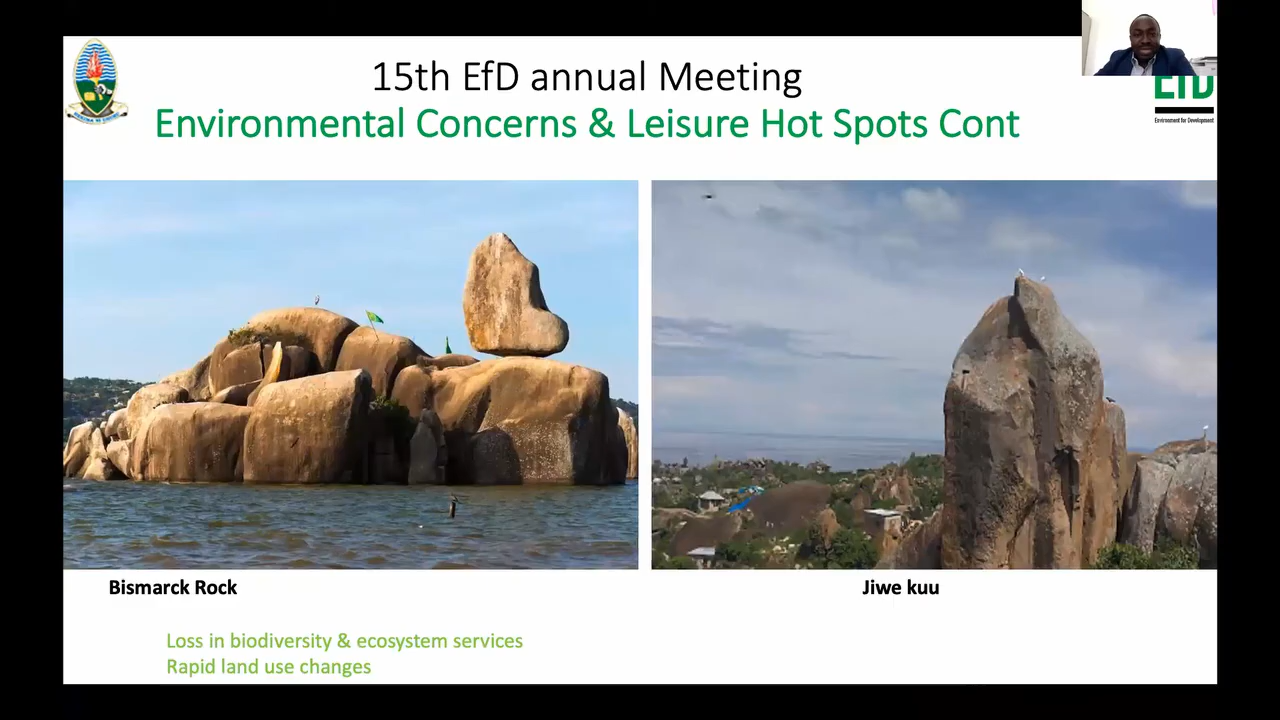 15th EfD annual Meeting
Environmental Concerns & Leisure Hot Spots Cont
EfD
Environment for Development
Bismarck Rock
Jiwe kuu
Loss in biodiversity & ecosystem services
Rapid land use changes